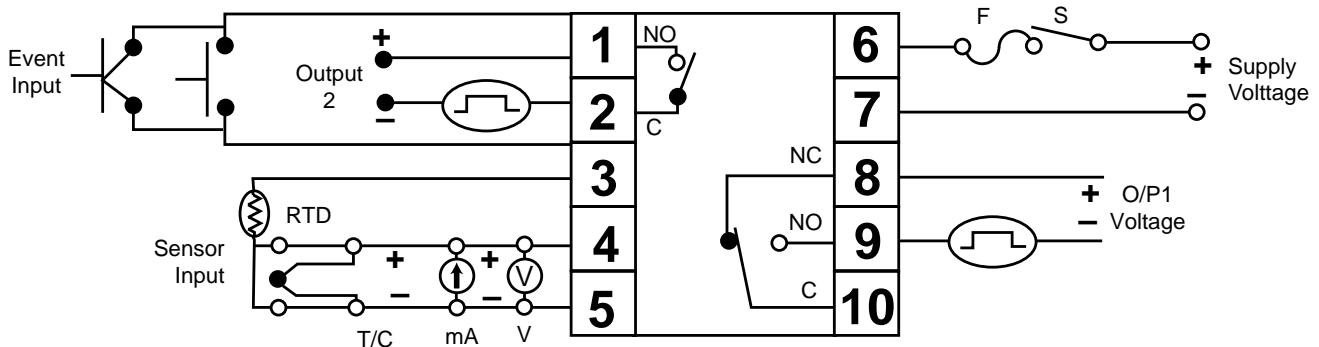 Event
Input
+
Output
2
–
1
2
3
4
5
NO
C
RTD
Sensor
Input
+
–
+
–
V
T/C
mA
V
NC
NO
C
6
7
8
9
10
F
S
+
Supply
–
Volttage
+
O/P1
–
Voltage